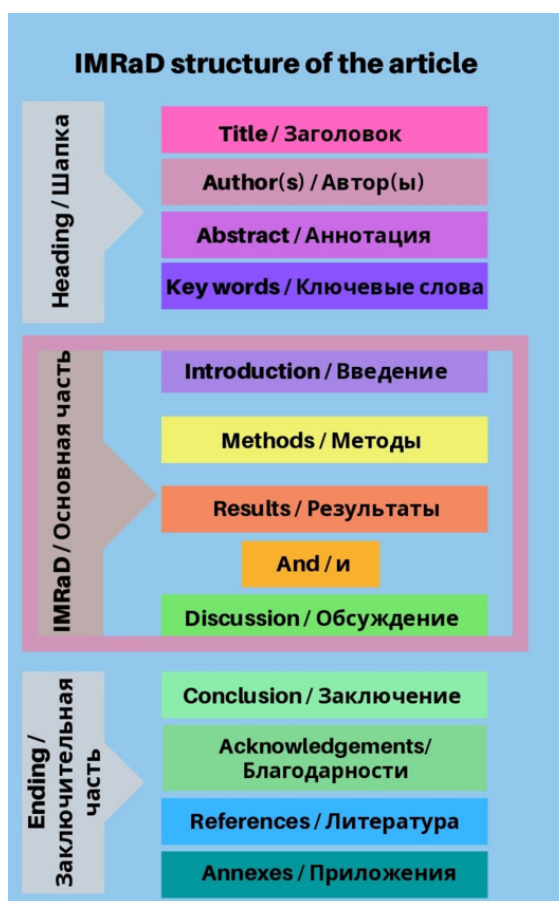 IMRaD structure of the article
Heading / Шапка
Title / Заголовок
Author(s) / Автор(ы)
Abstract / Аннотация
Key words / Ключевые слова
IMRaD / Основная часть
Introduction / Введение
Methods / Методы
Results / Результаты
And / и
Discussion / Обсуждение
Ending /
Заключительная
часть
Conclusion / Заключение
Acknowledgements/
Благодарности
References / Литература
Annexes / Приложения